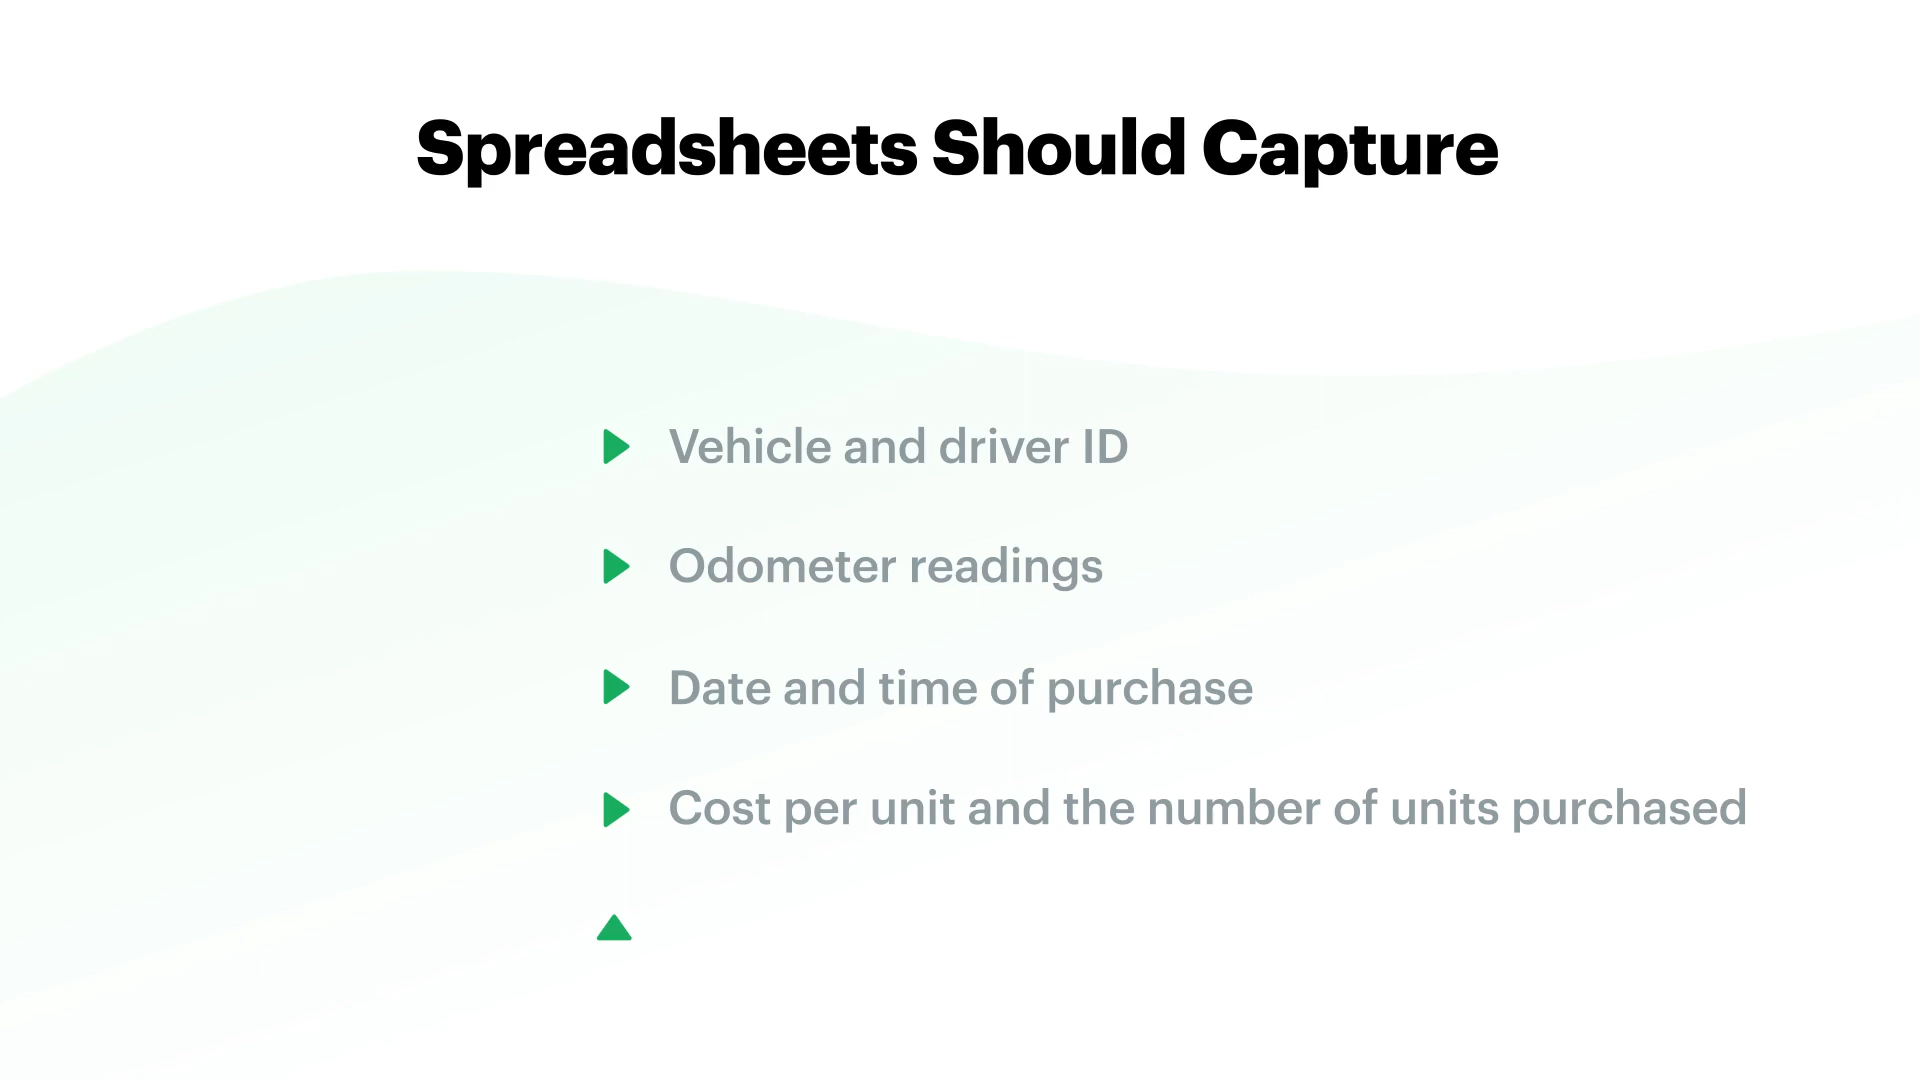 Spreadsheets Should Capture
Vehicle and driver ID
Odometer readings
Date and time of purchase
Cost per unit and the number of units purchased